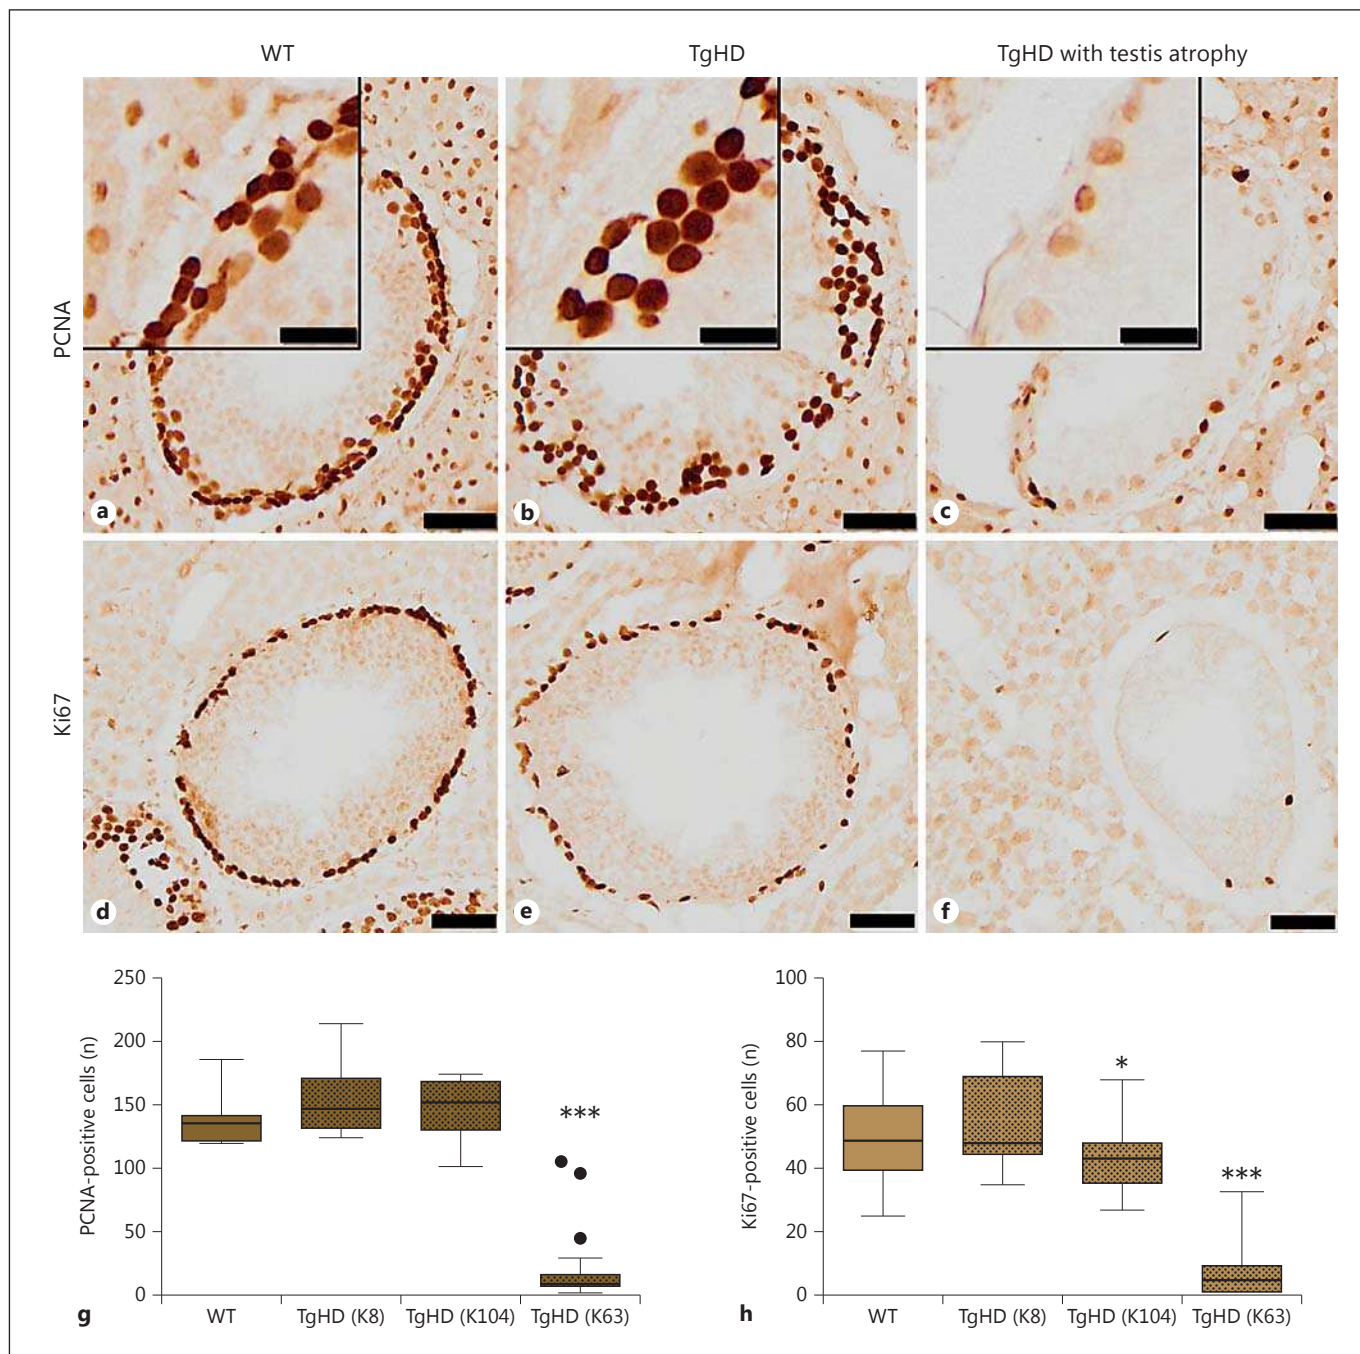 WT TgHD TgHD with testis atrophy
PCNA
a b c
Ki67
d e f
PCNA-positive cells (n)
250
200
150
100
50
0
***
WT TgHD (K8) TgHD (K104) TgHD (K63)
g
Ki67-positive cells (n)
100
80
60
40
20
0
*
***
WT TgHD (K8) TgHD (K104) TgHD (K63)
h